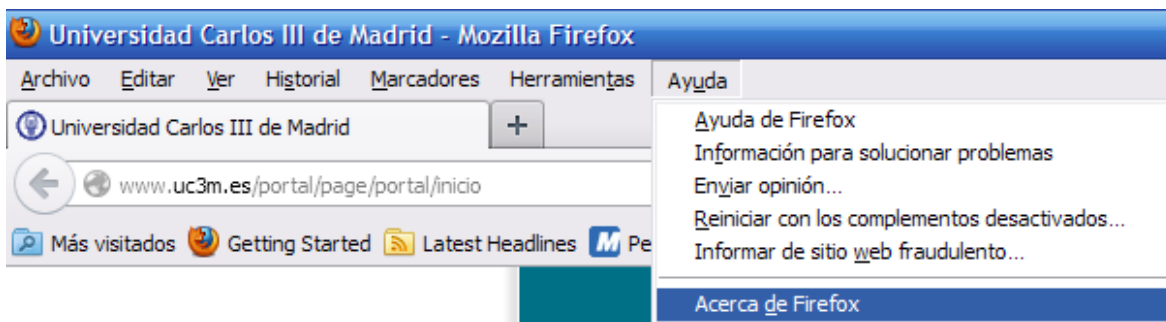 Universidad Carlos III de Madrid - Mozilla Firefox
Archivo Editar Ver Historial Marcadores Herramientas Ayuda
Universidad Carlos III de Madrid +
www.uc3m.es/portal/page/portal/inicio
Más visitados Getting Started Latest Headlines M Pe
Ayuda de Firefox
Información para solucionar problemas
Enviar opinión...
Reiniciar con los complementos desactivados...
Informar de sitio web fraudulento...
Acerca de Firefox